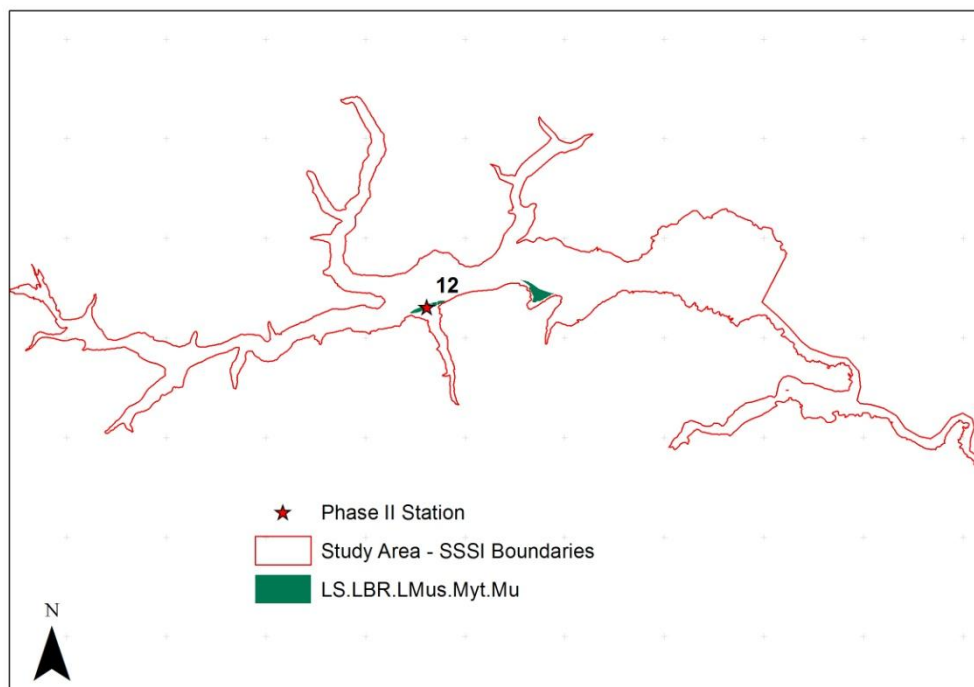 12
Phase II Station
Study Area - SSSI Boundaries
LS.LBR.LMus.Myt.Mu
N